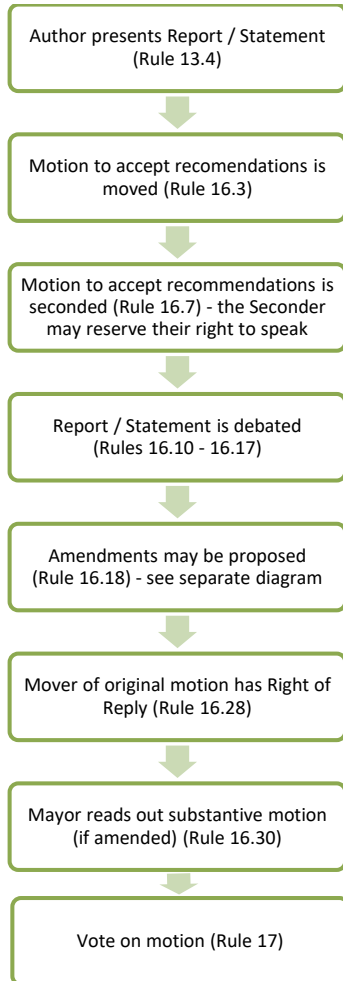 Author presents Report / Statement
(Rule 13.4)
Motion to accept recomendations is
moved (Rule 16.3)
Motion to accept recommendations is
seconded (Rule 16.7) - the Seconder
may reserve their right to speak
Report / Statement is debated
(Rules 16.10 - 16.17)
Amendments may be proposed
(Rule 16.18) - see separate diagram
Mover of original motion has Right of
Reply (Rule 16.28)
Mayor reads out substantive motion
(if amended) (Rule 16.30)
Vote on motion (Rule 17)